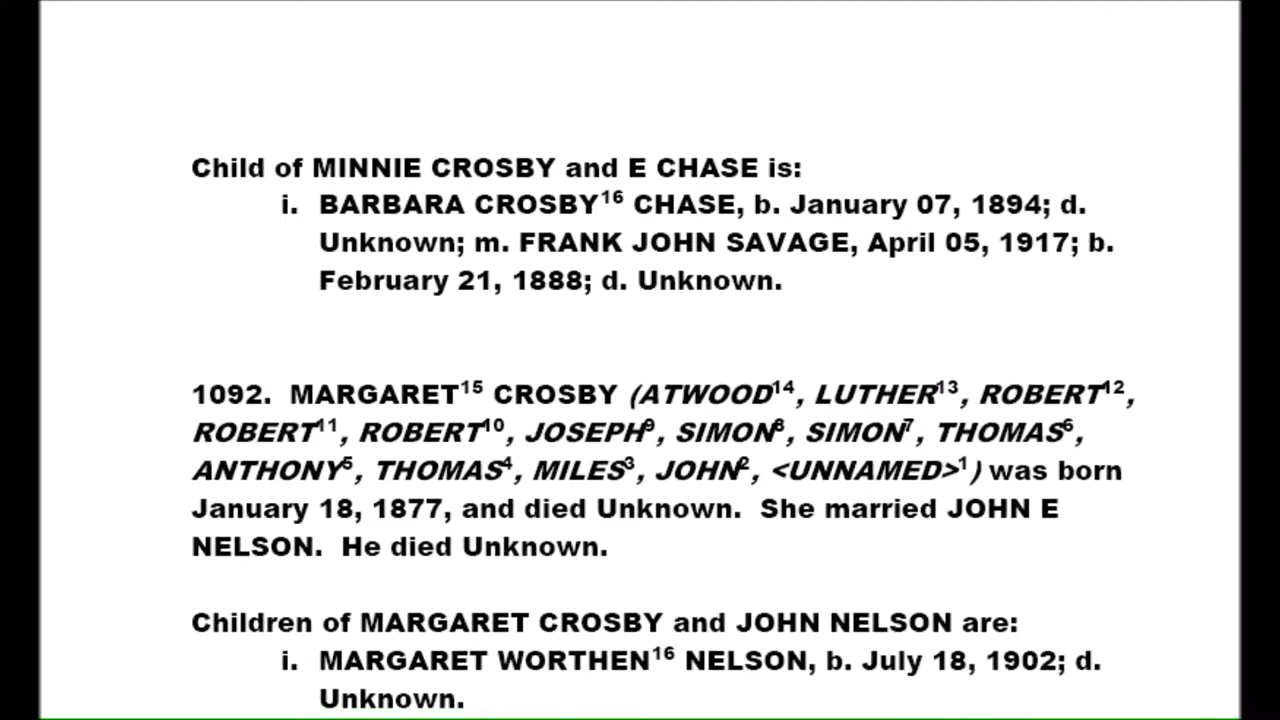 Child of MINNIE CROSBY and E CHASE is:
i. BARBARA CROSBY¹⁶ CHASE, b. January 07, 1894; d.
Unknown; m. FRANK JOHN SAVAGE, April 05, 1917; b.
February 21, 1888; d. Unknown.
1092. MARGARET¹⁵ CROSBY (ATWOOD¹⁴, LUTHER¹³, ROBERT¹²,
ROBERT¹¹, ROBERT¹⁰, JOSEPH⁹, SIMON⁸, SIMON⁷, THOMAS⁶,
ANTHONY⁵, THOMAS⁴, MILES³, JOHN², <UNNAMED>¹) was born
January 18, 1877, and died Unknown. She married JOHN E
NELSON. He died Unknown.
Children of MARGARET CROSBY and JOHN NELSON are:
i. MARGARET WORTHEN¹⁶ NELSON, b. July 18, 1902; d.
Unknown.